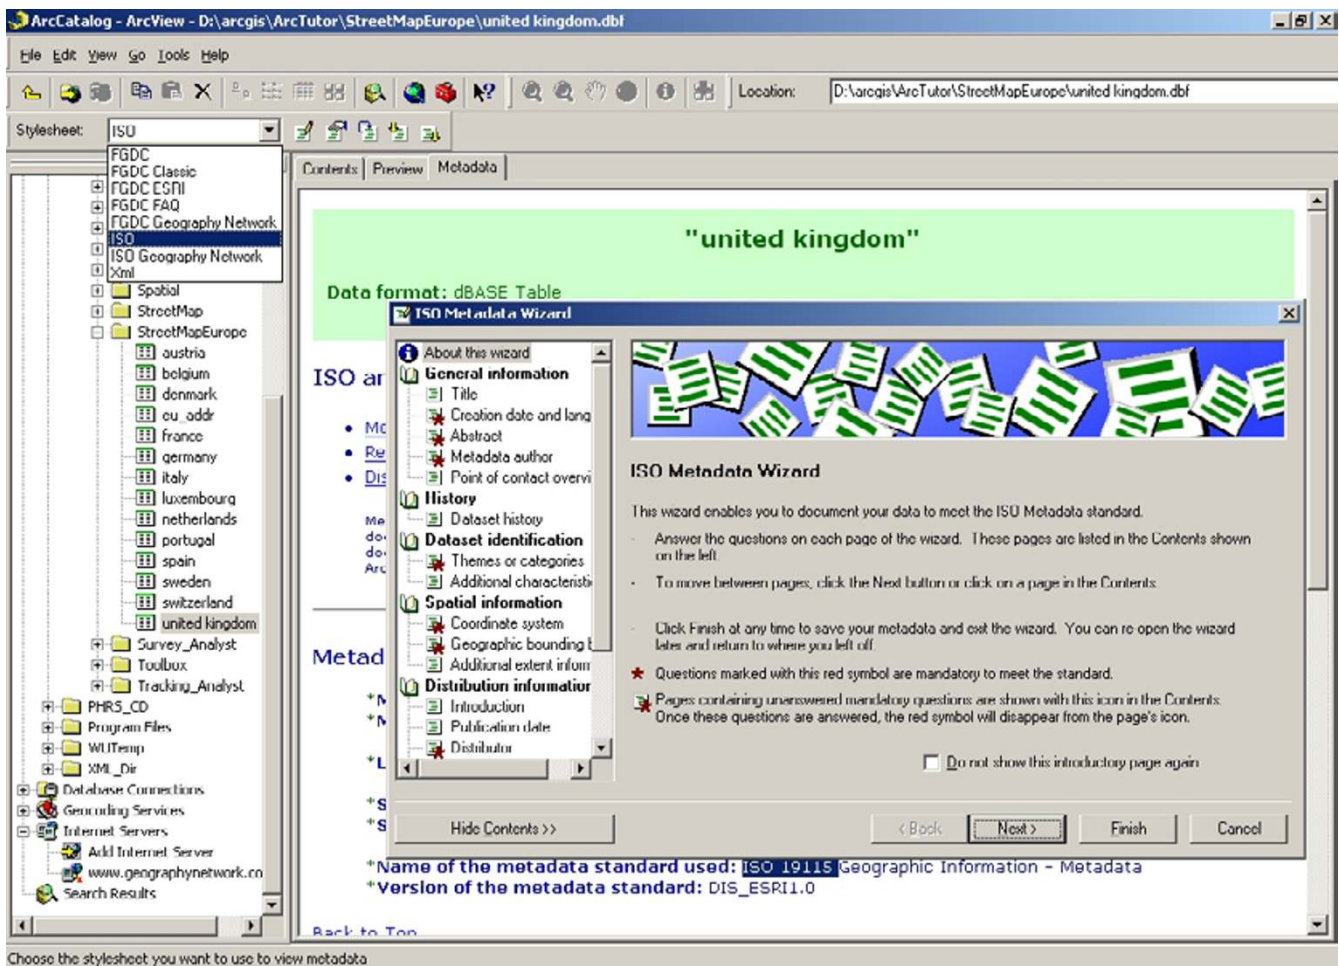 ArcCatalog - ArcView - D:\arcgis\ArcTutor\StreetMapEurope\united kingdom.dbf
File Edit View Go Tools Help
Location: D:\arcgis\ArcTutor\StreetMapEurope\united kingdom.dbf
Stylesheet: ISO
FGDC
FGDC Classic
FGDC ESRI
FGDC FAQ
FGDC Geography Network
ISO
ISO Geography Network
Xml
Spatial
StreetMap
StreetMapEurope
austria
belgium
denmark
eu_addr
france
germany
italy
luxembourg
netherlands
portugal
spain
sweden
switzerland
united kingdom
Survey_Analyst
Toolbox
Tracking_Analyst
PHRS_CD
Program Files
WUTemp
XML_Dir
Database Connections
Geocoding Services
Internet Servers
Add Internet Server
www.geographynetwork.co
Search Results
Contents Preview Metadata
"united kingdom"
Data format: dBASE Table
ISO ar
Mc
Re
Dis
Me
do
do
Arc
Metad
*N
*M
*L
*S
*S
ISO Metadata Wizard
About this wizard
General information
Title
Creation date and lang
Abstract
Metadata author
Point of contact overvi
History
Dataset history
Dataset identification
Themes or categories
Additional characteristi
Spatial information
Coordinate system
Geographic bounding b
Additional extent inform
Distribution information
Introduction
Publication date
Distributor
ISO Metadata Wizard
This wizard enables you to document your data to meet the ISO Metadata standard.
- Answer the questions on each page of the wizard. These pages are listed in the Contents shown
on the left.
- To move between pages, click the Next button or click on a page in the Contents.
- Click Finish at any time to save your metadata and exit the wizard. You can re-open the wizard
later and return to where you left off.
Questions marked with this red symbol are mandatory to meet the standard.
Pages containing unanswered mandatory questions are shown with this icon in the Contents.
Once these questions are answered, the red symbol will disappear from the page's icon.
Do not show this introductory page again
Hide Contents >> < Back Next > Finish Cancel
*Name of the metadata standard used: ISO 19115 Geographic Information - Metadata
*Version of the metadata standard: DIS_ESRI1.0
Back to Top
Choose the stylesheet you want to use to view metadata